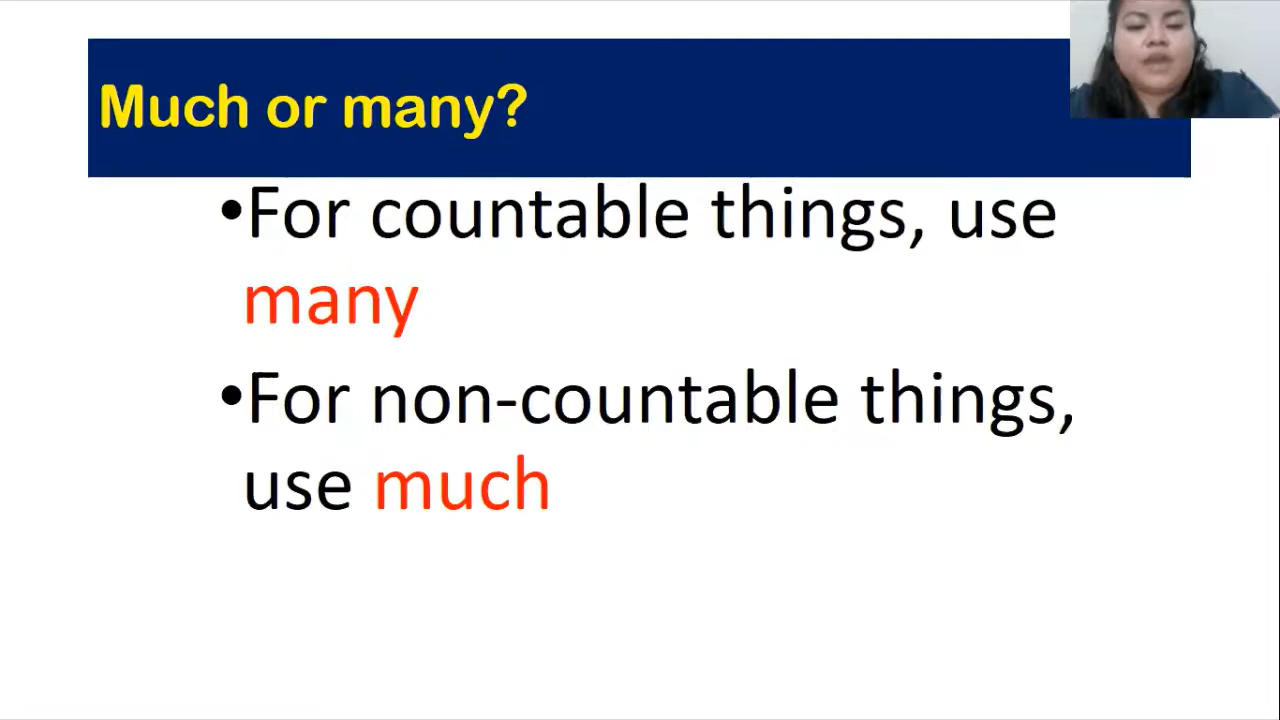 Much or many?
•For countable things, use
many
•For non-countable things,
use much